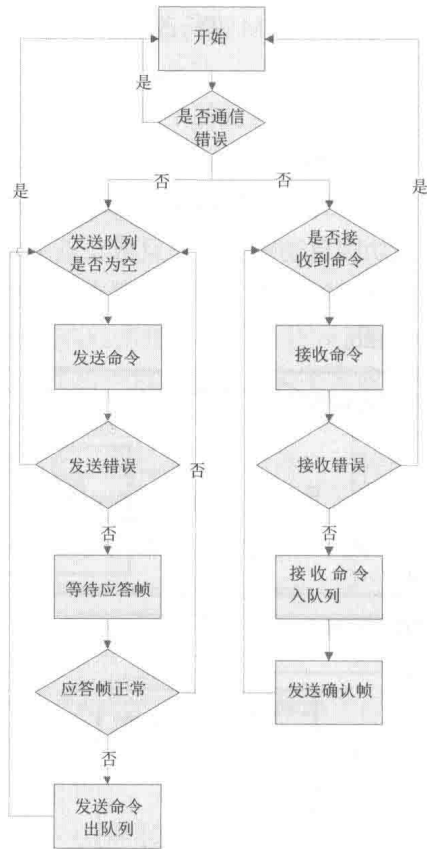 开始
是
是否通信
错误
否
否
是
是
发送队列
是否为空
是否接
收到命令
发送命令
接收命令
发送错误
否
接收错误
否
否
等待应答帧
接收命令
入队列
应答帧正常
发送确认帧
否
发送命令
出队列